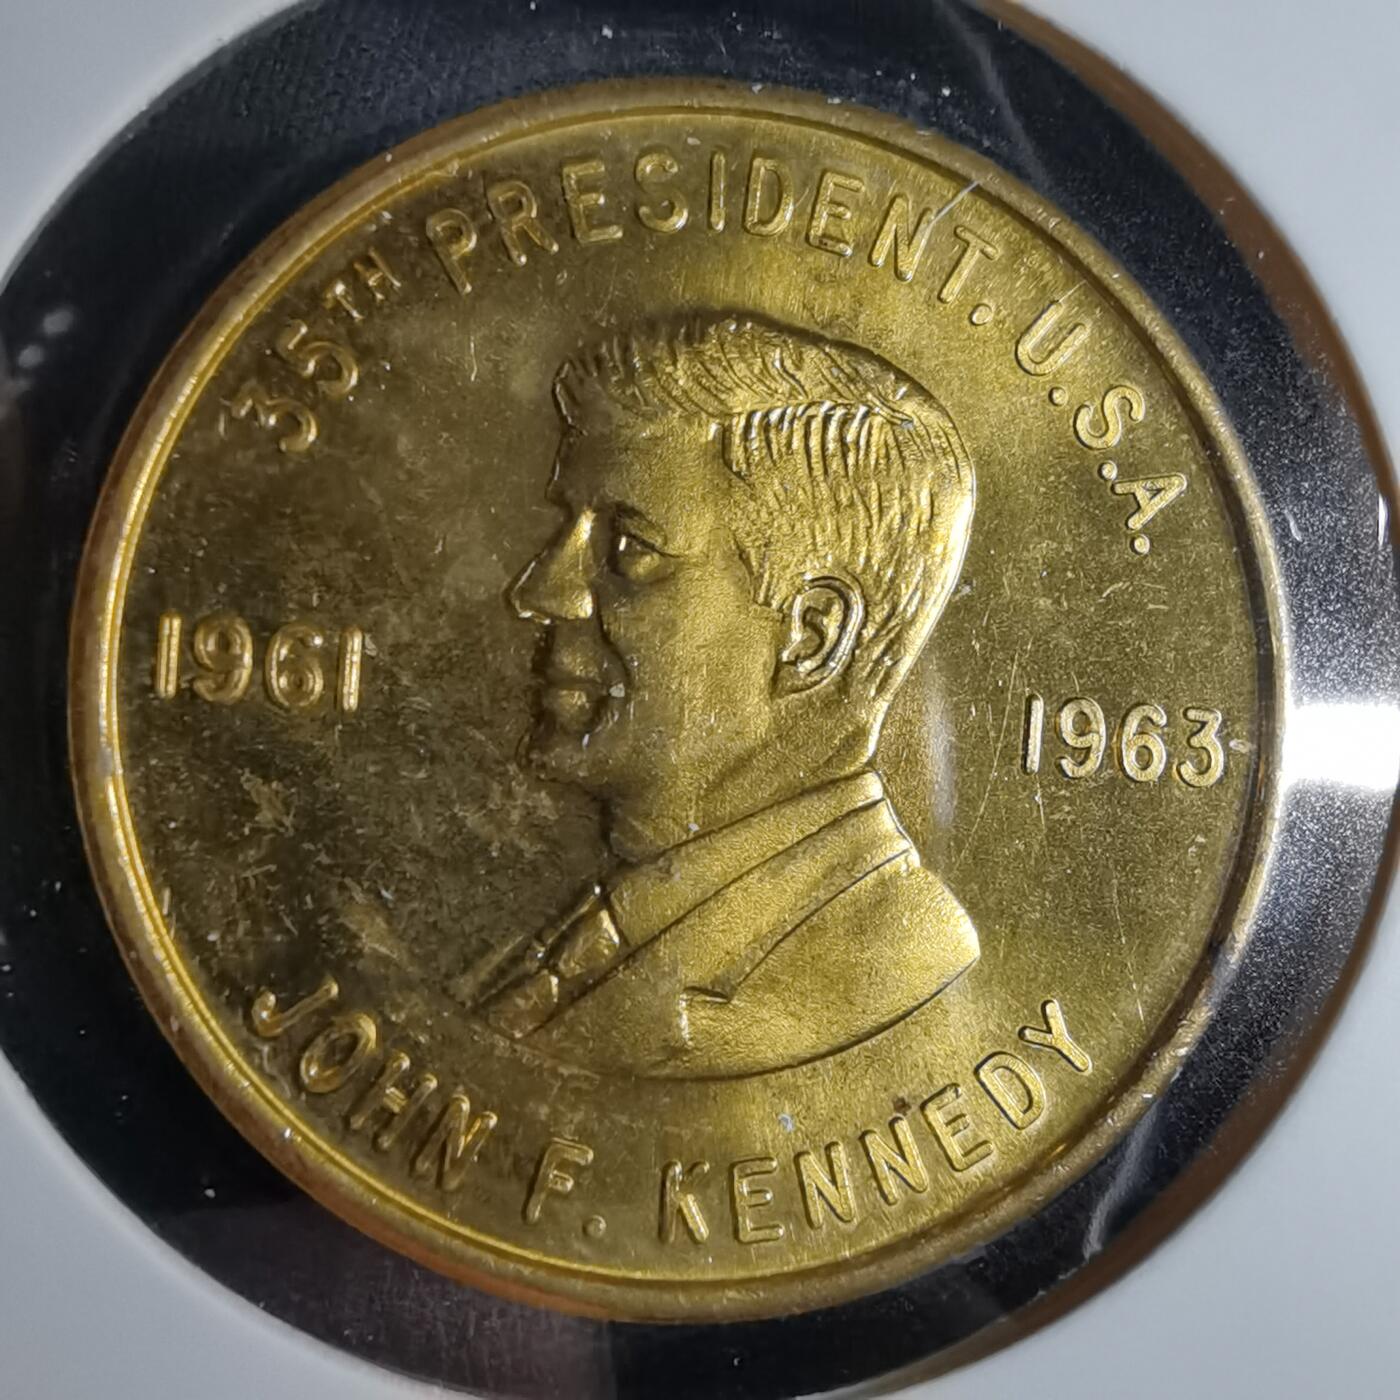 35TH PRESIDENT. U.S.A.
1961
1963
JOHN F. KENNEDY